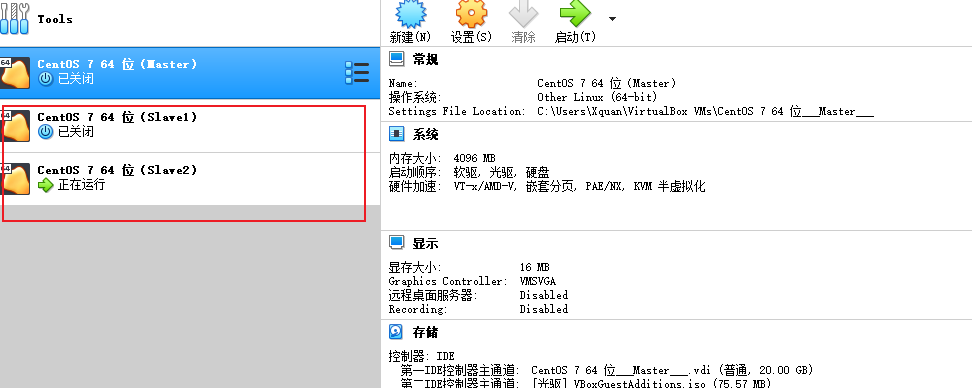 Tools
CentOS 7 64 位 (Master)
已关闭
CentOS 7 64 位 (Slave1)
已关闭
CentOS 7 64 位 (Slave2)
正在运行
新建(N) 设置(S) 清除 启动(T)
常规
Name: CentOS 7 64 位 (Master)
操作系统: Other Linux (64-bit)
Settings File Location: C:\Users\Xquan\VirtualBox VMs\CentOS 7 64 位___Master___
系统
内存大小: 4096 MB
启动顺序: 软驱, 光驱, 硬盘
硬件加速: VT-x/AMD-V, 嵌套分页, PAE/NX, KVM 半虚拟化
显示
显存大小: 16 MB
Graphics Controller: VMSVGA
远程桌面服务器: Disabled
Recording: Disabled
存储
控制器: IDE
第一IDE控制器主通道: CentOS 7 64 位___Master___.vdi (普通, 20.00 GB)
第二IDE控制器主通道: [光驱] VBoxGuestAdditions.iso (75.57 MB)